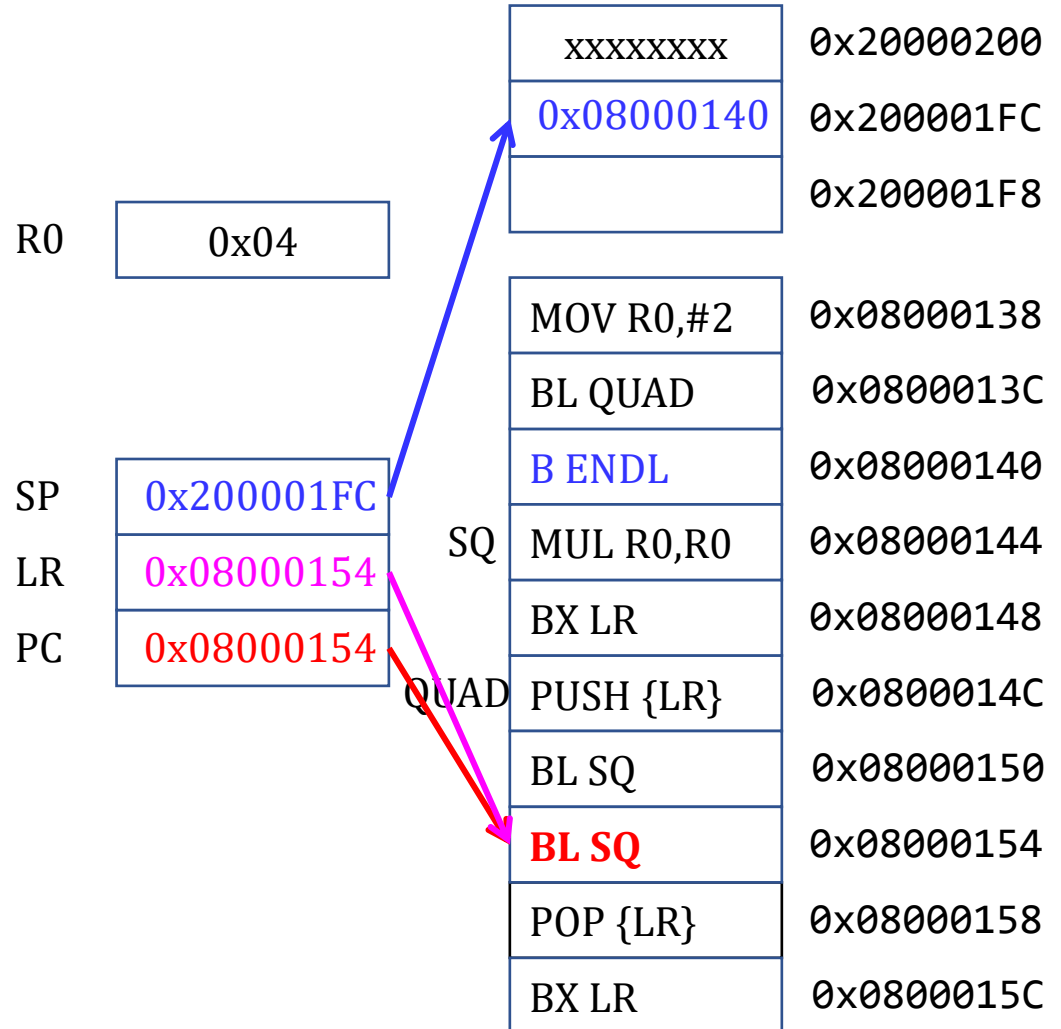 xxxxxxxx 0x20000200
0x08000140 0x200001FC
0x200001F8
R0 0x04
MOV R0,#2 0x08000138
BL QUAD 0x0800013C
B ENDL 0x08000140
SP 0x200001FC
SQ MUL R0,R0 0x08000144
LR 0x08000154
BX LR 0x08000148
PC 0x08000154
QUAD PUSH {LR} 0x0800014C
BL SQ 0x08000150
BL SQ 0x08000154
POP {LR} 0x08000158
BX LR 0x0800015C